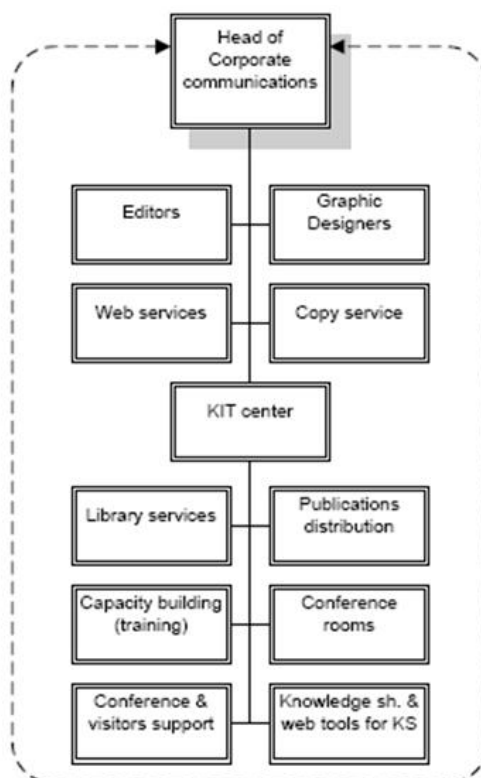 Head of
Corporate
communications
Editors
Graphic
Designers
Web services
Copy service
KIT center
Library services
Publications
distribution
Capacity building
(training)
Conference
rooms
Conference &
visitors support
Knowledge sh. &
web tools for KS